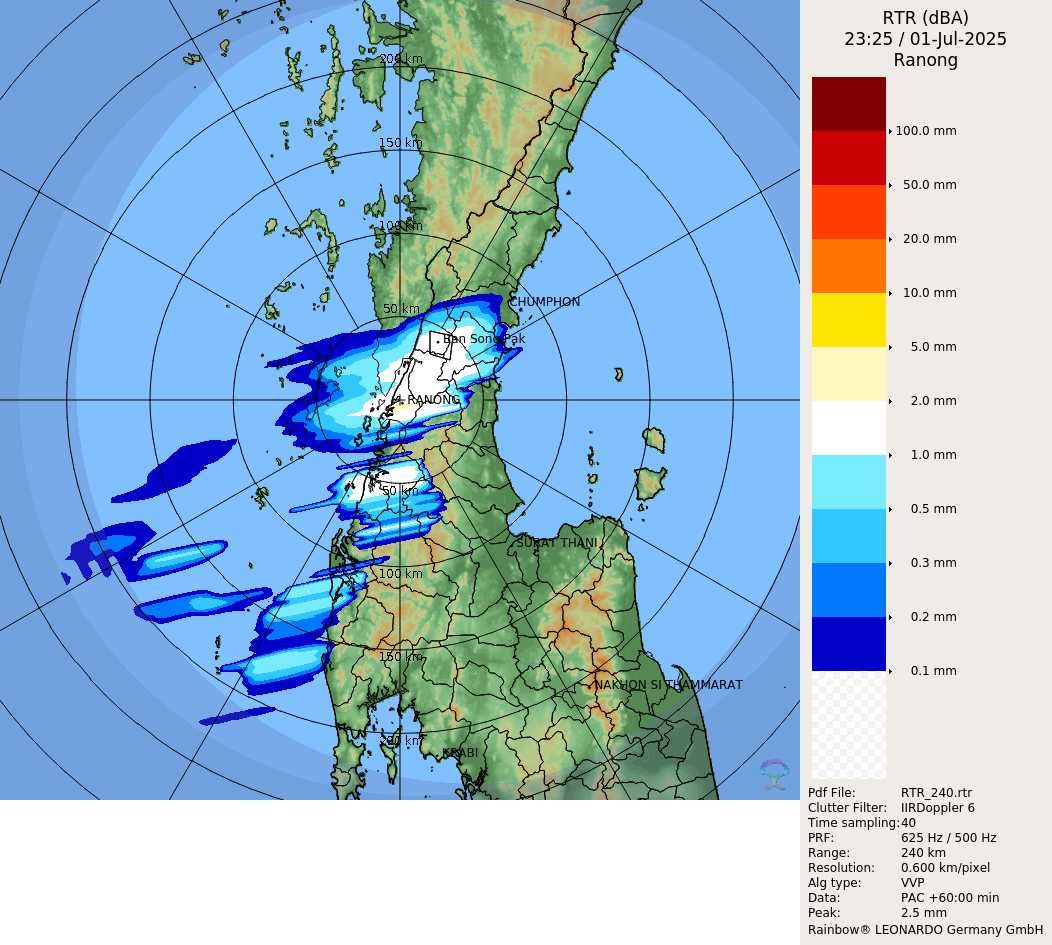 RTR (dBA)
23:25 / 01-Jul-2025
Ranong
100.0 mm
50.0 mm
20.0 mm
10.0 mm
5.0 mm
2.0 mm
1.0 mm
0.5 mm
0.3 mm
0.2 mm
0.1 mm
200 km
150 km
100 km
50 km
CHUMPHON
Ban Song Pak
RANONG
50 km
SURAT THANI
100 km
150 km
NAKHON SI THAMMARAT
200 km
KRABI
Pdf File: RTR_240.rtr
Clutter Filter: IIRDoppler 6
Time sampling:40
PRF: 625 Hz / 500 Hz
Range: 240 km
Resolution: 0.600 km/pixel
Alg type: VVP
Data: PAC +60:00 min
Peak: 2.5 mm
Rainbow® LEONARDO Germany GmbH